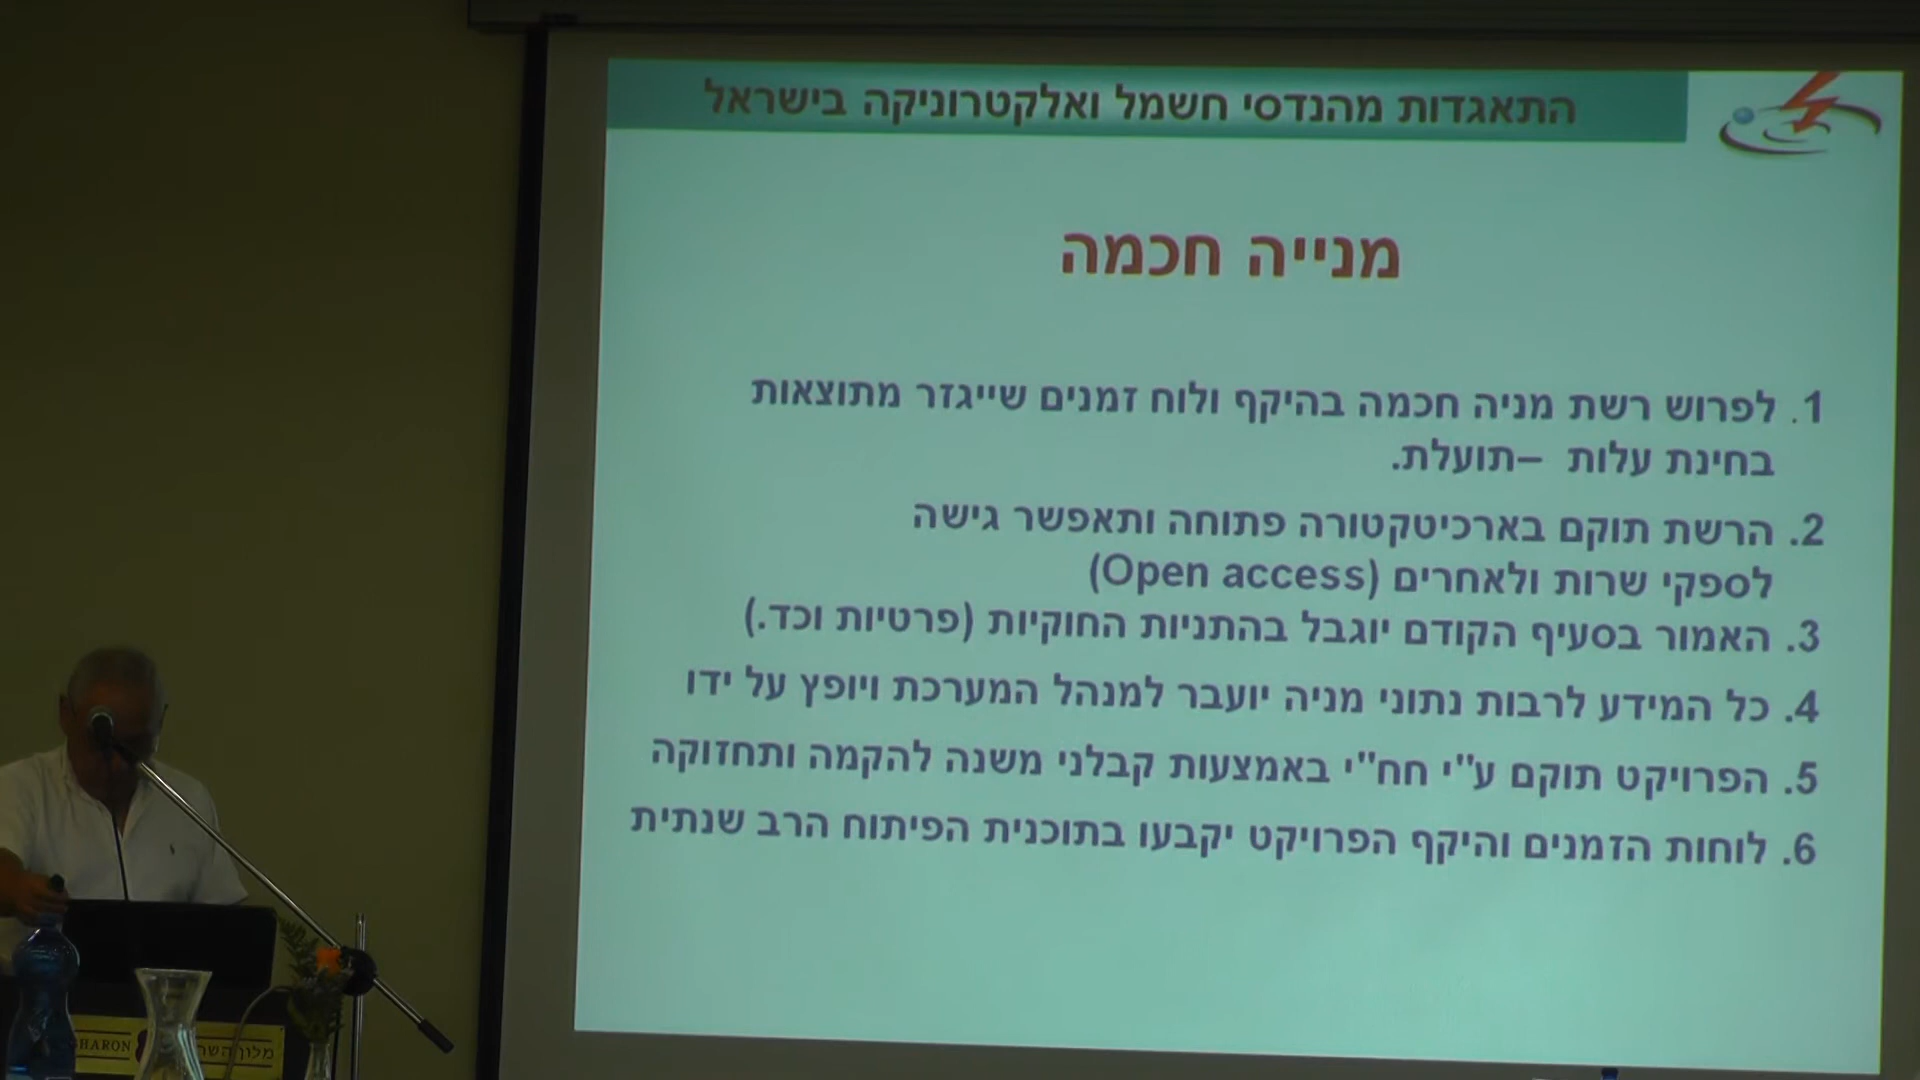 התאגדות מהנדסי חשמל ואלקטרוניקה בישראל
מנייה חכמה
1. לפרוש רשת מניה חכמה בהיקף ולוח זמנים שייגזר מתוצאות
בחינת עלות –תועלת.
2. הרשת תוקם בארכיטקטורה פתוחה ותאפשר גישה
לספקי שרות ולאחרים (Open access)
3. האמור בסעיף הקודם יוגבל בהתניות החוקיות (פרטיות וכד.)
4. כל המידע לרבות נתוני מניה יועבר למנהל המערכת ויופץ על ידו
5. הפרויקט תוקם ע"י חח"י באמצעות קבלני משנה להקמה ותחזוקה
6. לוחות הזמנים והיקף הפרויקט יקבעו בתוכנית הפיתוח הרב שנתית
SHARON
מלון השר